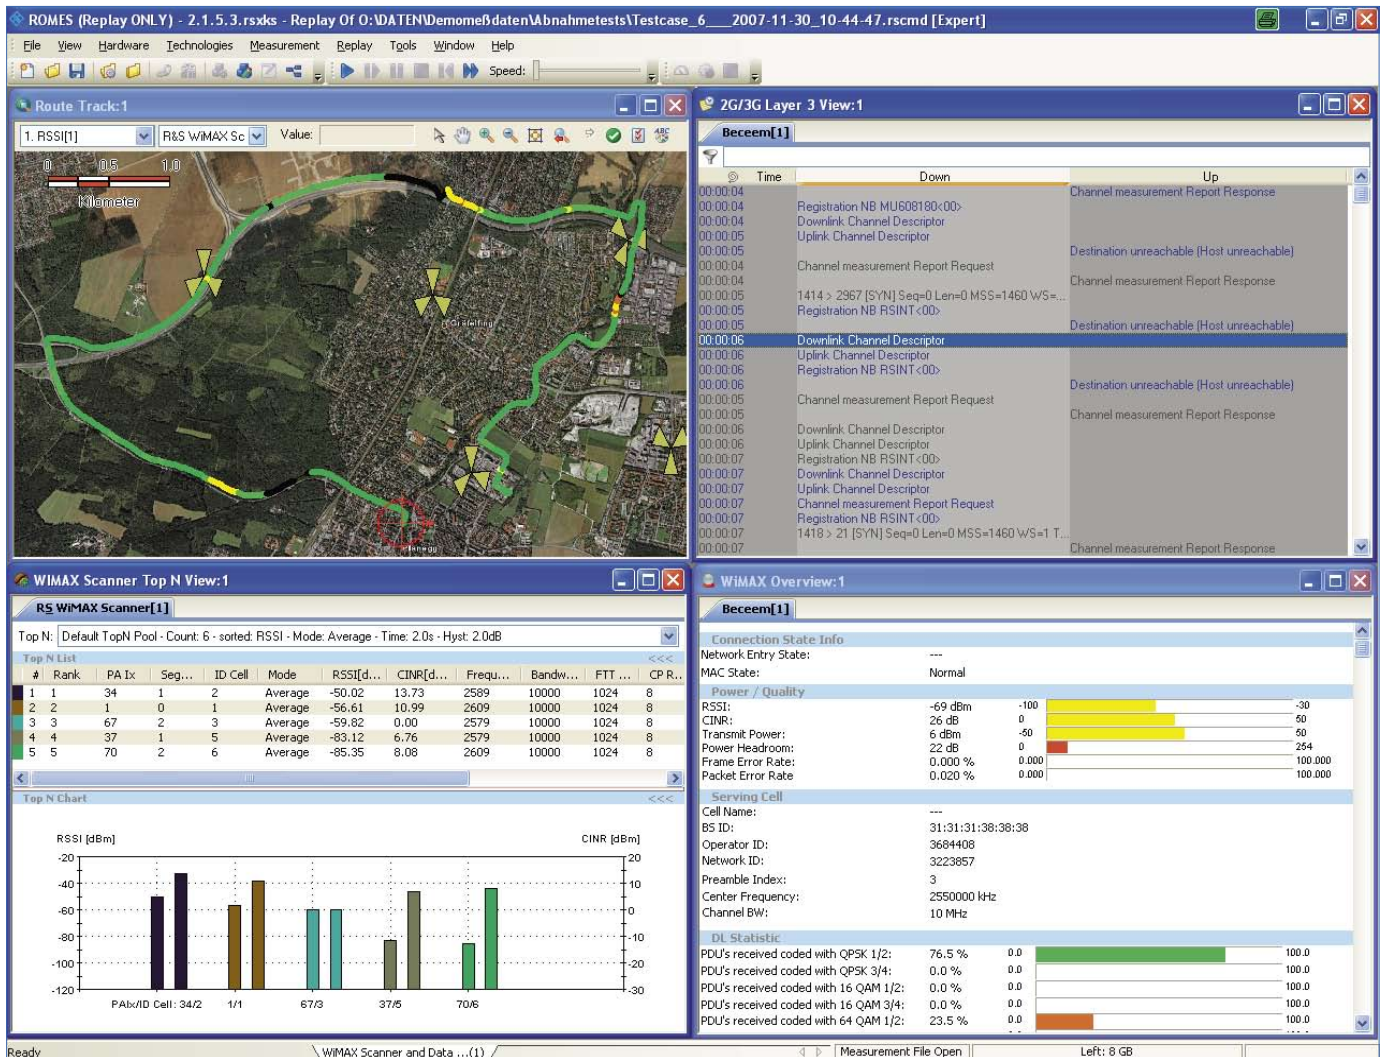 ROMES (Replay ONLY) - 2.1.5.3.rsxks - Replay Of O:\DATEN\Demomeßdaten\Abnahmetests\Testcase_6___2007-11-30_10-44-47.rscmd [Expert]
File View Hardware Technologies Measurement Replay Tools Window Help
Speed:
Route Track:1
1. RSSI[1] R&S WiMAX Sc Value:
ABC
0 0.5 1.0
Kilometer
Gräfelfing
2G/3G Layer 3 View:1
Beceem[1]
Time Down Up
00:00:04 Channel measurement Report Response
00:00:04 Registration NB MU608180<00>
00:00:04 Downlink Channel Descriptor
00:00:05 Uplink Channel Descriptor
00:00:05 Destination unreachable (Host unreachable)
00:00:04 Channel measurement Report Request
00:00:04 Channel measurement Report Response
00:00:05 1414 > 2967 [SYN] Seq=0 Len=0 MSS=1460 WS=...
00:00:05 Registration NB RSINT<00>
00:00:05 Destination unreachable (Host unreachable)
00:00:06 Downlink Channel Descriptor
00:00:06 Uplink Channel Descriptor
00:00:06 Registration NB RSINT<00>
00:00:06 Destination unreachable (Host unreachable)
00:00:05 Channel measurement Report Request
00:00:05 Channel measurement Report Response
00:00:06 Downlink Channel Descriptor
00:00:06 Uplink Channel Descriptor
00:00:07 Registration NB RSINT<00>
00:00:07 Downlink Channel Descriptor
00:00:07 Uplink Channel Descriptor
00:00:07 Channel measurement Report Request
00:00:07 Registration NB RSINT<00>
00:00:07 1418 > 21 [SYN] Seq=0 Len=0 MSS=1460 WS=1 T...
00:00:07 Channel measurement Report Response
WIMAX Scanner Top N View:1
RS WiMAX Scanner[1]
Top N: Default TopN Pool - Count: 6 - sorted: RSSI - Mode: Average - Time: 2.0s - Hyst: 2.0dB
Top N List <<<
# Rank PA Ix Seg... ID Cell Mode RSSI[d... CINR[d... Frequ... Bandw... FTT ... CP R..
1 1 34 1 2 Average -50.02 13.73 2589 10000 1024 8
2 2 1 0 1 Average -56.61 10.99 2609 10000 1024 8
3 3 67 2 3 Average -59.82 0.00 2579 10000 1024 8
4 4 37 1 5 Average -83.12 6.76 2579 10000 1024 8
5 5 70 2 6 Average -85.35 8.08 2609 10000 1024 8
Top N Chart <<<
RSSI [dBm] CINR [dBm]
-20 20
-40 10
-60 0
-80 -10
-100 -20
-120 -30
PAIx/ID Cell: 34/2 1/1 67/3 37/5 70/6
WiMAX Overview:1
Beceem[1]
Connection State Info
Network Entry State: ---
MAC State: Normal
Power / Quality
RSSI: -69 dBm -100 -30
CINR: 26 dB 0 50
Transmit Power: 6 dBm -50 50
Power Headroom: 22 dB 0 254
Frame Error Rate: 0.000 % 0.000 100.000
Packet Error Rate 0.020 % 0.000 100.000
Serving Cell
Cell Name: ---
BS ID: 31:31:31:38:38:38
Operator ID: 3684408
Network ID: 3223857
Preamble Index: 3
Center Frequency: 2550000 kHz
Channel BW: 10 MHz
DL Statistic
PDU's received coded with QPSK 1/2: 76.5 % 0.0 100.0
PDU's received coded with QPSK 3/4: 0.0 % 0.0 100.0
PDU's received coded with 16 QAM 1/2: 0.0 % 0.0 100.0
PDU's received coded with 16 QAM 3/4: 0.0 % 0.0 100.0
PDU's received coded with 64 QAM 1/2: 23.5 % 0.0 100.0
Ready WiMAX Scanner and Data ...(1) Measurement File Open Left: 8 GB